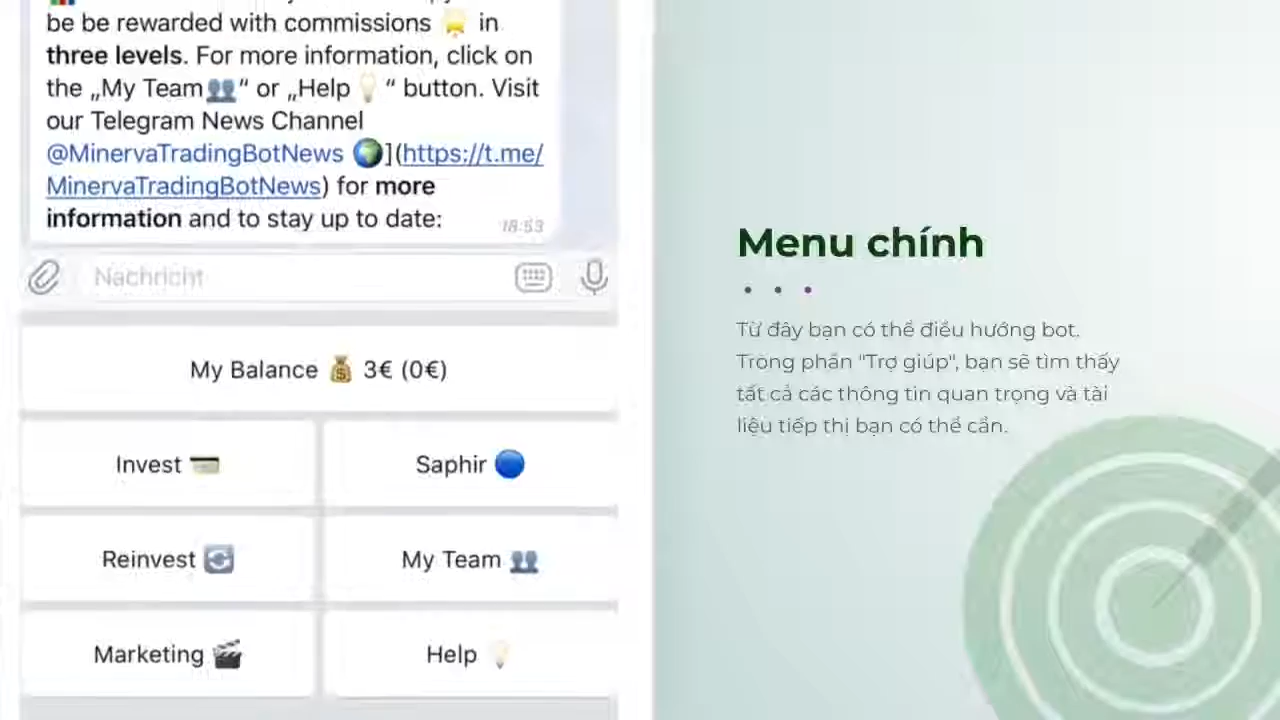 be be rewarded with commissions in
three levels. For more information, click on
the „My Team👥“ or „Help 💡 “ button. Visit
our Telegram News Channel
@MinervaTradingBotNews 🌍](https://t.me/
MinervaTradingBotNews) for more
information and to stay up to date:
18:53
Nachricht
My Balance 💰 3€ (0€)
Invest 💳
Saphir 🔵
Reinvest 🔄
My Team 👥
Marketing 🎬
Help 💡
Menu chính
Từ đây bạn có thể điều hướng bot.
Trong phần "Trợ giúp", bạn sẽ tìm thấy
tất cả các thông tin quan trọng và tài
liệu tiếp thị bạn có thể cần.